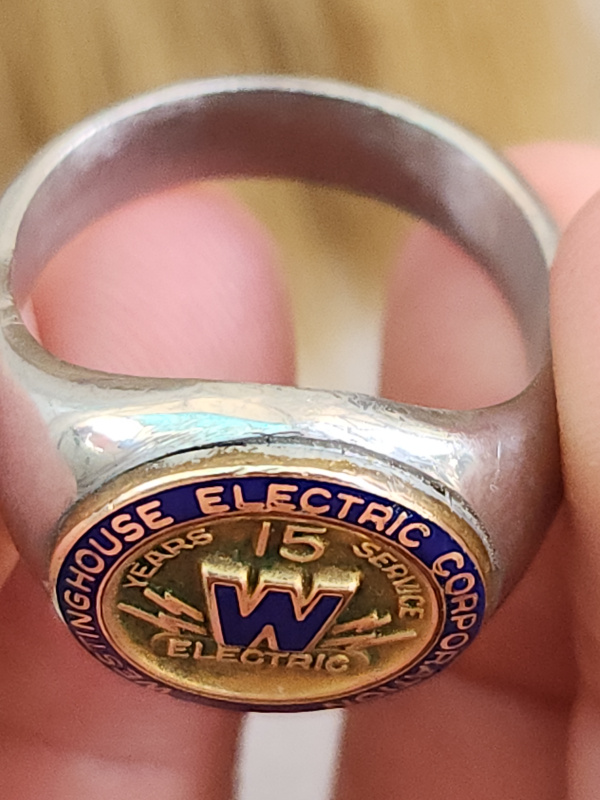 WESTINGHOUSE ELECTRIC CORPORATION
15
YEARS SERVICE
W
ELECTRIC